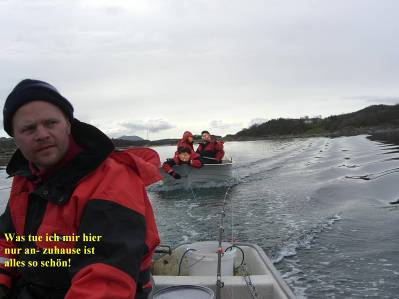 Was tue ich mir hier
nur an- zuhause ist
alles so schön!